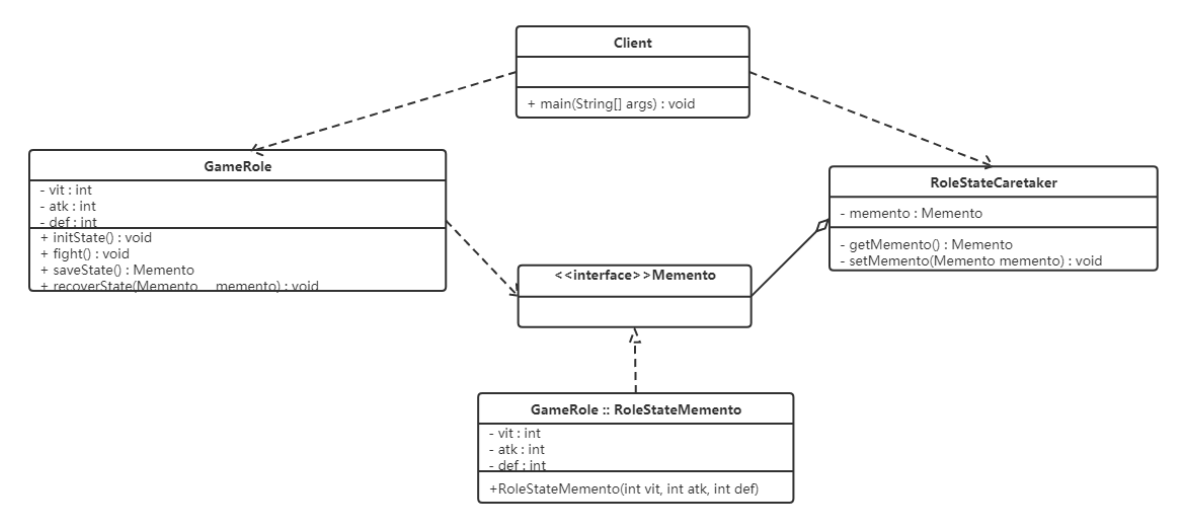 Client
+ main(String[] args) : void
GameRole
- vit : int
- atk : int
- def : int
+ initState() : void
+ fight() : void
+ saveState() : Memento
+ recoverState(Memento memento) : void
RoleStateCaretaker
- memento : Memento
- getMemento() : Memento
- setMemento(Memento memento) : void
<<interface>>Memento
GameRole :: RoleStateMemento
- vit : int
- atk : int
- def : int
+RoleStateMemento(int vit, int atk, int def)